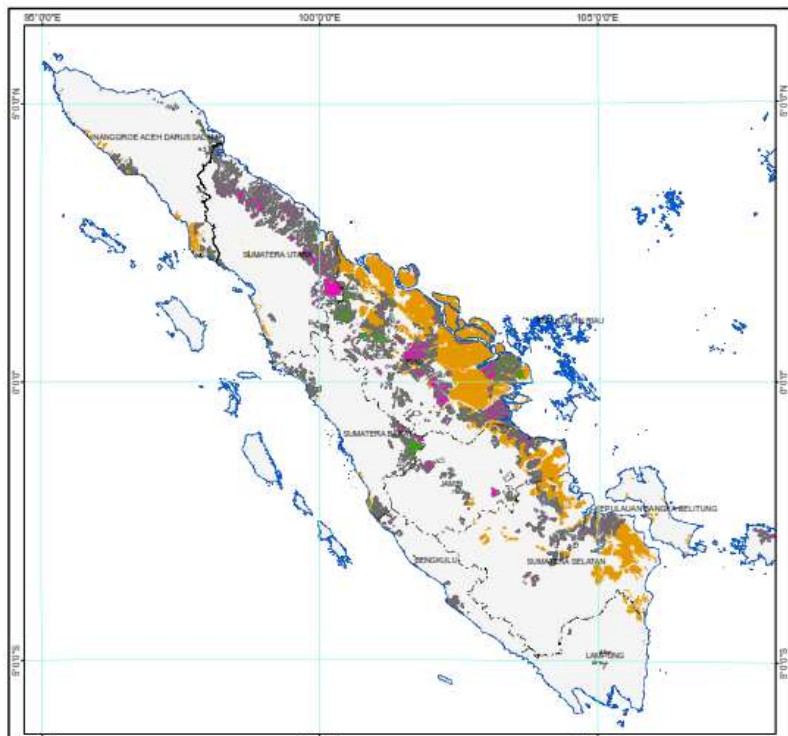 95°0'0"E 100°0'0"E 105°0'0"E
5°0'0"N 5°0'0"N
NANGGROE ACEH DARUSSALAM
SUMATERA UTARA
RIAU
0°0'0" 0°0'0"
SUMATERA BARAT
JAMBI
KEPULAUAN BANGKA BELITUNG
BENGKULU
SUMATERA SELATAN
LAMPUNG
5°0'0"S 5°0'0"S